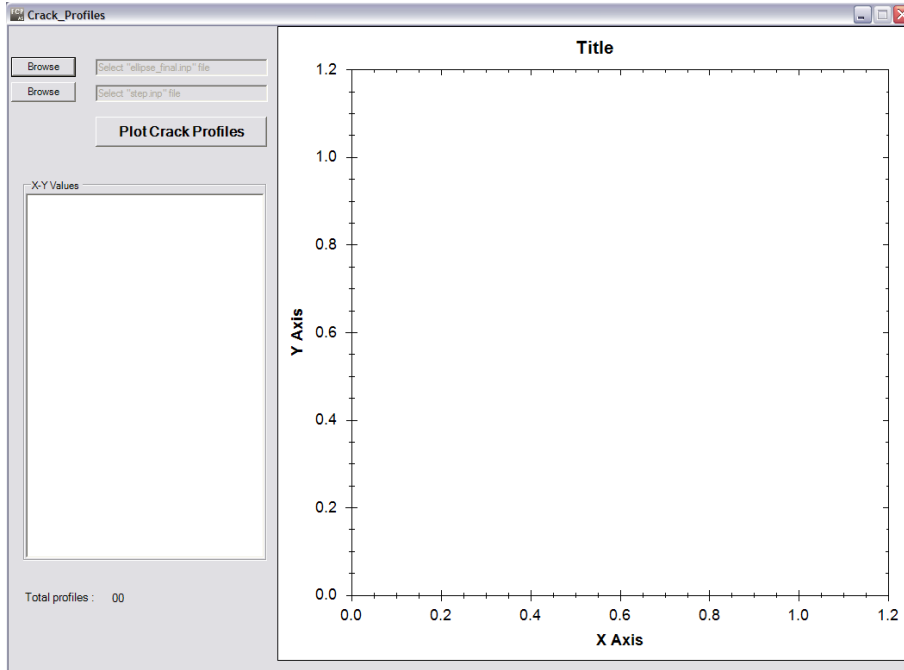 Crack_Profiles
Browse
Select "ellipse_final.inp" file
Browse
Select "step.inp" file
Plot Crack Profiles
X-Y Values
Total profiles : 00
Title
Y Axis
1.2
1.0
0.8
0.6
0.4
0.2
0.0
0.0 0.2 0.4 0.6 0.8 1.0 1.2
X Axis